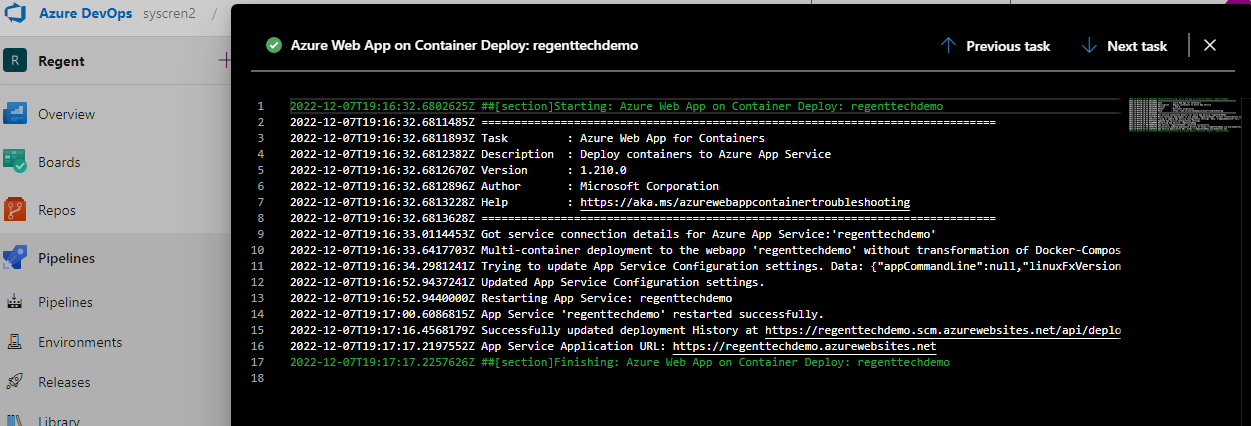 Azure DevOps syscren2 /
R Regent +
Overview
Boards
Repos
Pipelines
Pipelines
Environments
Releases
Library
Azure Web App on Container Deploy: regenttechdemo
Previous task Next task
1 2022-12-07T19:16:32.6802625Z ##[section]Starting: Azure Web App on Container Deploy: regenttechdemo
2 2022-12-07T19:16:32.6811485Z ==============================================================================
3 2022-12-07T19:16:32.6811893Z Task : Azure Web App for Containers
4 2022-12-07T19:16:32.6812382Z Description : Deploy containers to Azure App Service
5 2022-12-07T19:16:32.6812670Z Version : 1.210.0
6 2022-12-07T19:16:32.6812896Z Author : Microsoft Corporation
7 2022-12-07T19:16:32.6813228Z Help : https://aka.ms/azurewebappcontainertroubleshooting
8 2022-12-07T19:16:32.6813628Z ==============================================================================
9 2022-12-07T19:16:33.0114453Z Got service connection details for Azure App Service:'regenttechdemo'
10 2022-12-07T19:16:33.6417703Z Multi-container deployment to the webapp 'regenttechdemo' without transformation of Docker-Compos
11 2022-12-07T19:16:34.2981241Z Trying to update App Service Configuration settings. Data: {"appCommandLine":null,"linuxFxVersion
12 2022-12-07T19:16:52.9437241Z Updated App Service Configuration settings.
13 2022-12-07T19:16:52.9440000Z Restarting App Service: regenttechdemo
14 2022-12-07T19:17:00.6086815Z App Service 'regenttechdemo' restarted successfully.
15 2022-12-07T19:17:16.4568179Z Successfully updated deployment History at https://regenttechdemo.scm.azurewebsites.net/api/deplo
16 2022-12-07T19:17:17.2197552Z App Service Application URL: https://regenttechdemo.azurewebsites.net
17 2022-12-07T19:17:17.2257626Z ##[section]Finishing: Azure Web App on Container Deploy: regenttechdemo
18